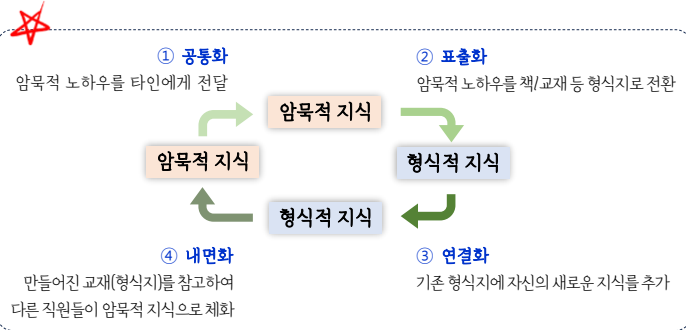 ① 공통화
암묵적 노하우를 타인에게 전달
② 표출화
암묵적 노하우를 책/교재 등 형식지로 전환
암묵적 지식
암묵적 지식
형식적 지식
형식적 지식
④ 내면화
만들어진 교재(형식지)를 참고하여
다른 직원들이 암묵적 지식으로 체화
③ 연결화
기존 형식지에 자신의 새로운 지식를 추가